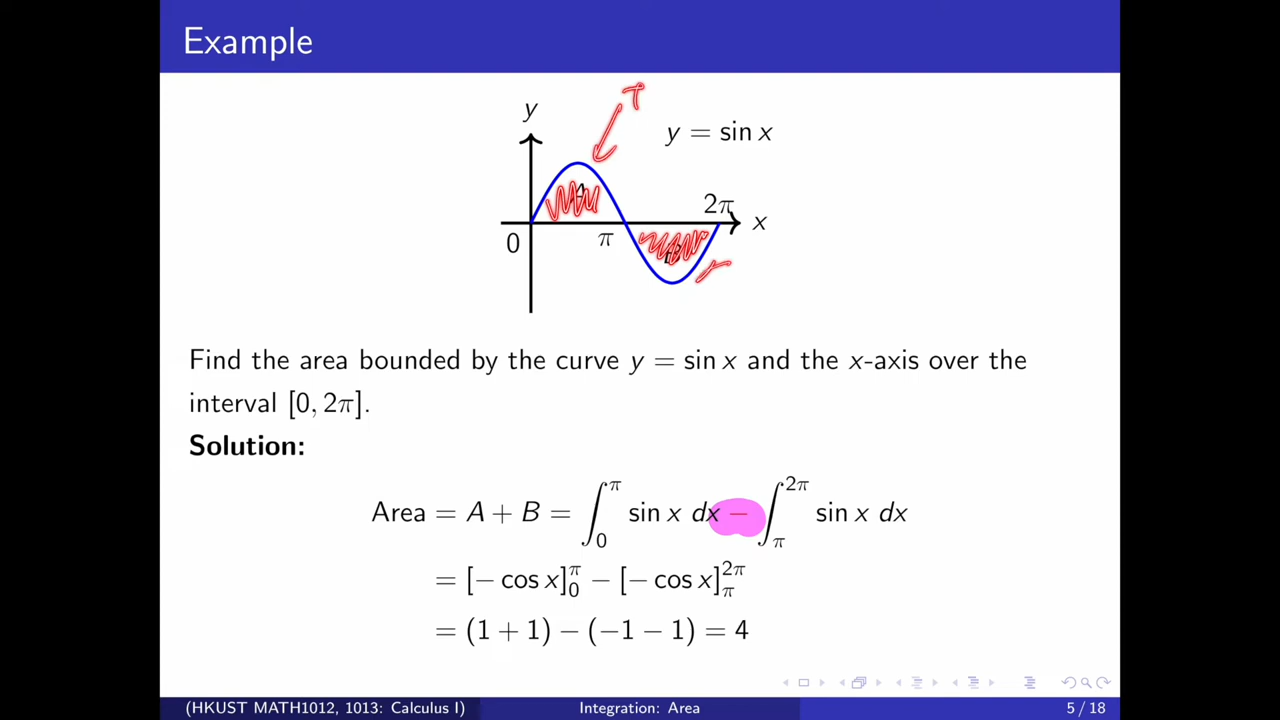 Example
y
y = sin x
A
2π
x
0
π
B
Find the area bounded by the curve y = sin x and the x-axis over the
interval [0, 2π].
Solution:
Area = A + B = ∫₀^π sin x dx − ∫_π^2π sin x dx
= [− cos x]₀^π − [− cos x]_π^2π
= (1 + 1) − (−1 − 1) = 4
(HKUST MATH1012, 1013: Calculus I) Integration: Area 5 / 18